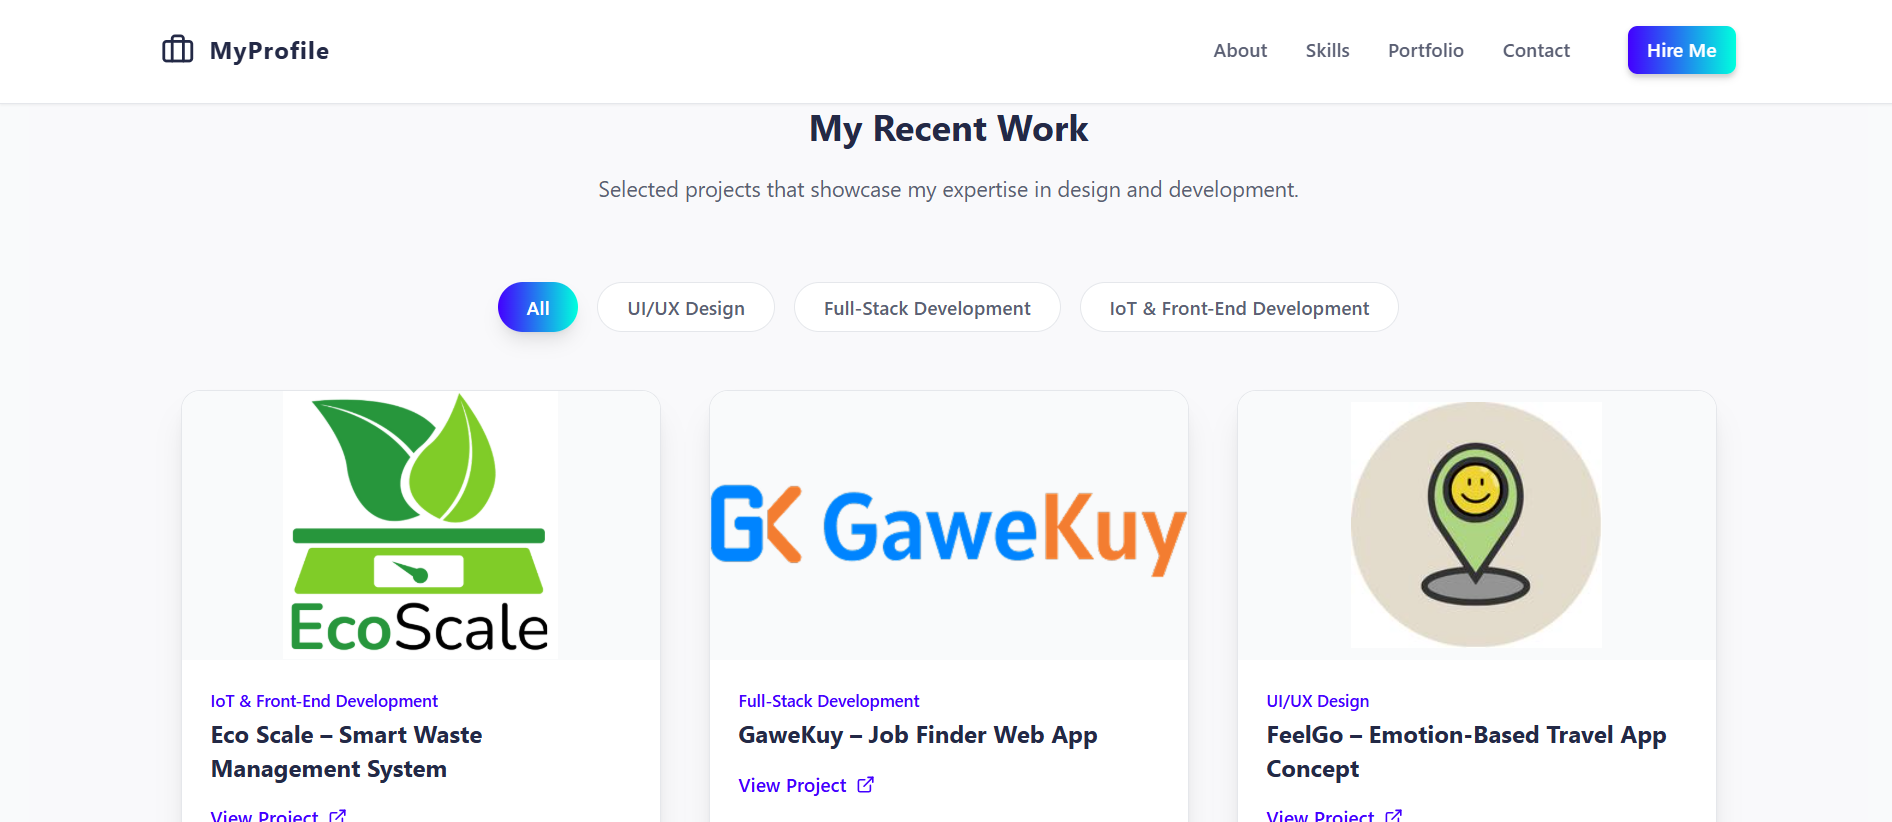 MyProfile
About
Skills
Portfolio
Contact
Hire Me
My Recent Work
Selected projects that showcase my expertise in design and development.
All
UI/UX Design
Full-Stack Development
IoT & Front-End Development
EcoScale
GK GaweKuy
IoT & Front-End Development
Eco Scale – Smart Waste
Management System
View Project
Full-Stack Development
GaweKuy – Job Finder Web App
View Project
UI/UX Design
FeelGo – Emotion-Based Travel App
Concept
View Project